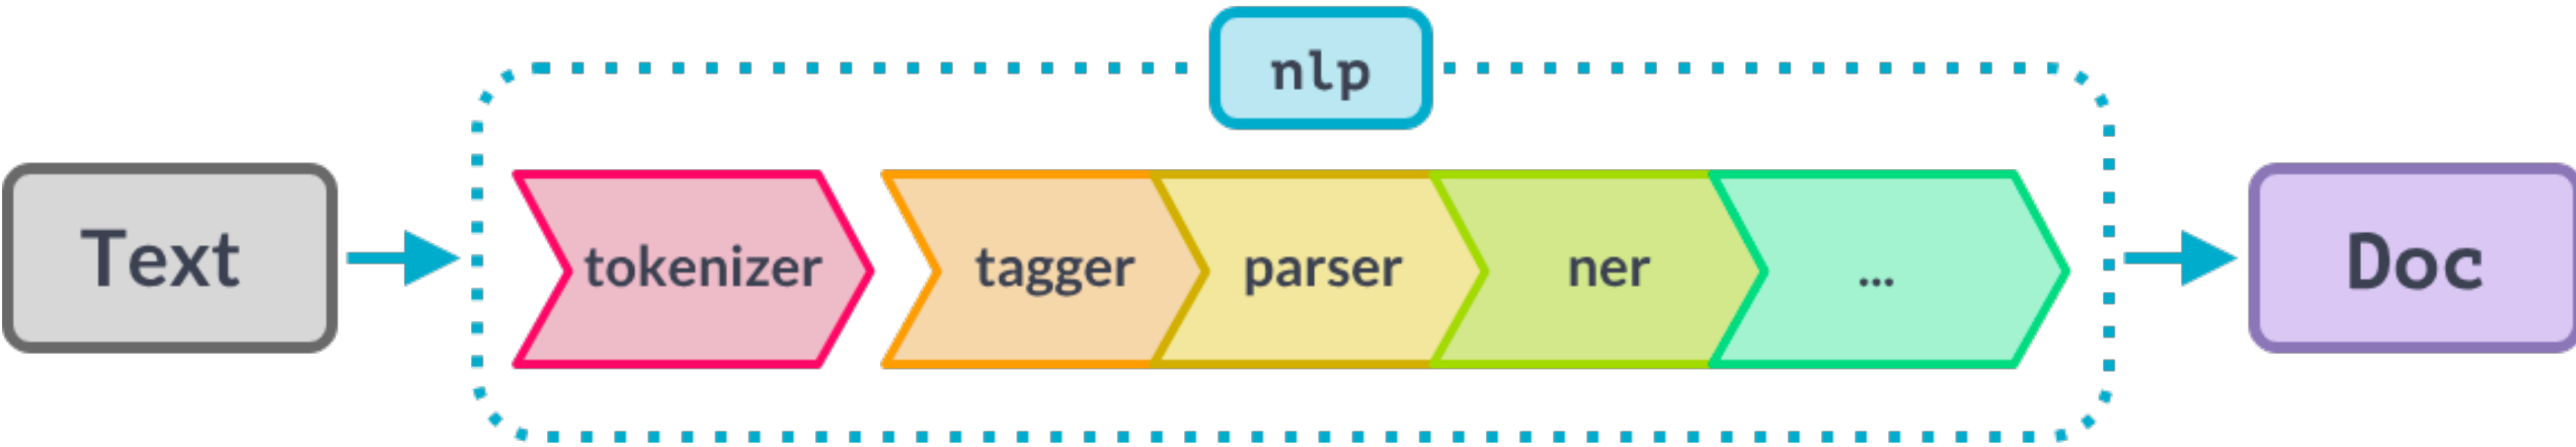 nlp
Text
tokenizer
tagger
parser
ner
...
Doc